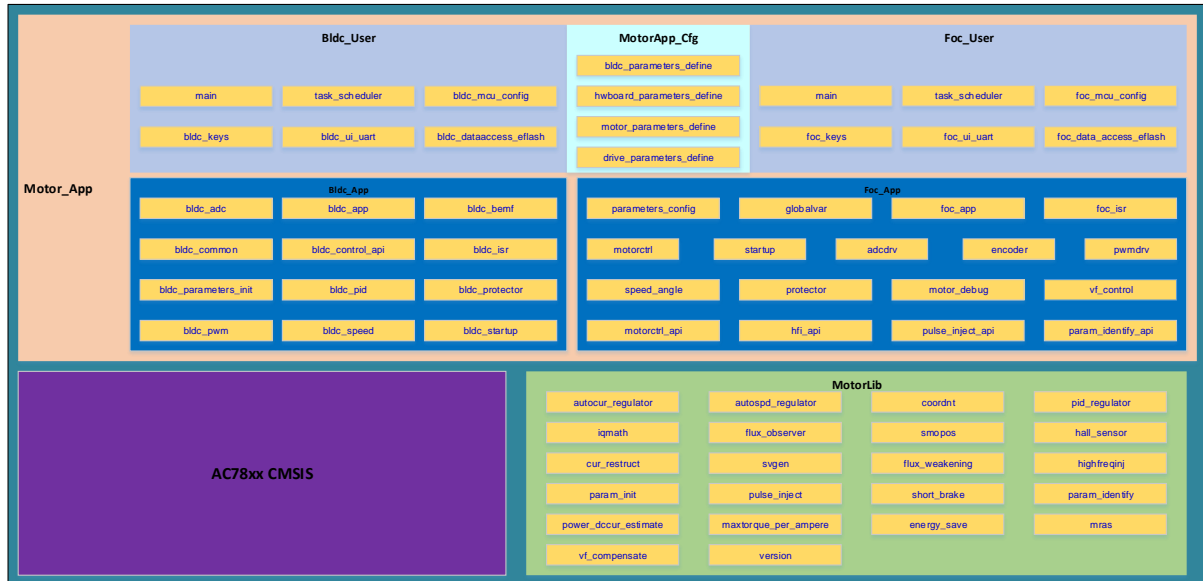 Motor_App
Bldc_User
main
task_scheduler
bldc_mcu_config
bldc_keys
bldc_ui_uart
bldc_dataaccess_eflash
MotorApp_Cfg
bldc_parameters_define
hwboard_parameters_define
motor_parameters_define
drive_parameters_define
Foc_User
main
task_scheduler
foc_mcu_config
foc_keys
foc_ui_uart
foc_data_access_eflash
Bldc_App
bldc_adc
bldc_app
bldc_bemf
bldc_common
bldc_control_api
bldc_isr
bldc_parameters_init
bldc_pid
bldc_protector
bldc_pwm
bldc_speed
bldc_startup
Foc_App
parameters_config
globalvar
foc_app
foc_isr
motorctrl
startup
adcdrv
encoder
pwmdrv
speed_angle
protector
motor_debug
vf_control
motorctrl_api
hfi_api
pulse_inject_api
param_identify_api
AC78xx CMSIS
MotorLib
autocur_regulator
autospd_regulator
coordnt
pid_regulator
iqmath
flux_observer
smopos
hall_sensor
cur_restruct
svgen
flux_weakening
highfreqinj
param_init
pulse_inject
short_brake
param_identify
power_dccur_estimate
maxtorque_per_ampere
energy_save
mras
vf_compensate
version